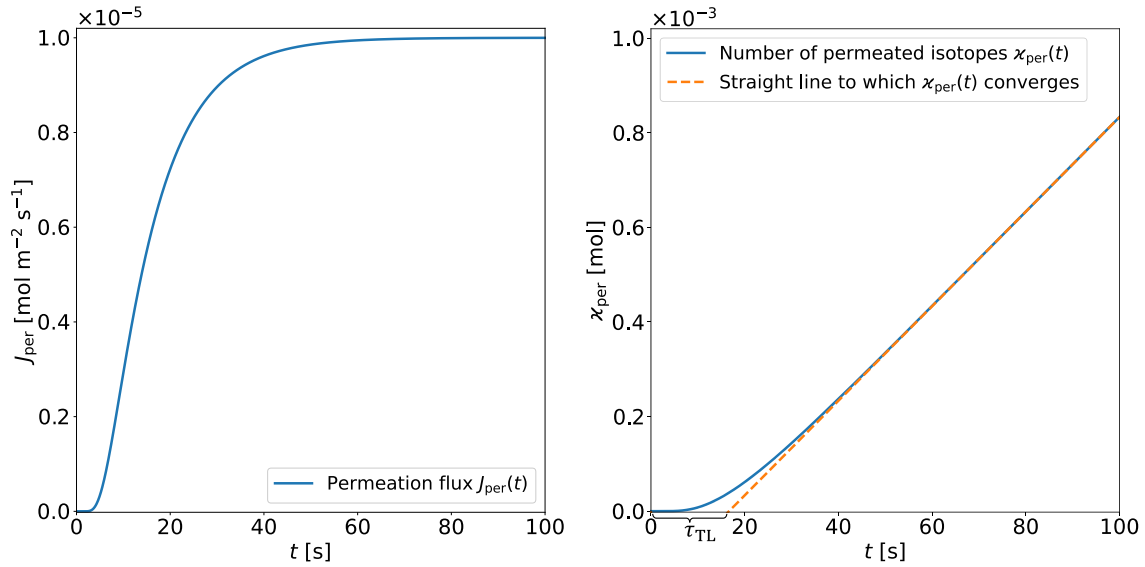 ×10⁻⁵
1.0
0.8
0.6
0.4
0.2
0.0
J_per [mol m⁻² s⁻¹]
Permeation flux J_per(t)
0 20 40 60 80 100
t [s]
×10⁻³
1.0
0.8
0.6
0.4
0.2
0.0
ϰ_per [mol]
Number of permeated isotopes ϰ_per(t)
Straight line to which ϰ_per(t) converges
0 20 40 60 80 100
τ_TL
t [s]